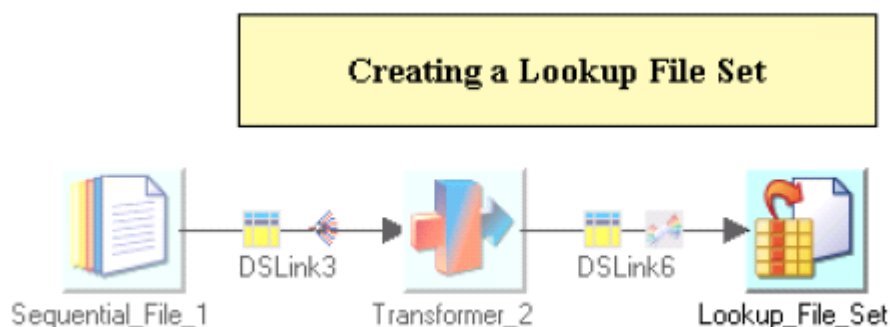 Creating a Lookup File Set
DSLink3 DSLink6
Sequential_File_1 Transformer_2 Lookup_File_Set